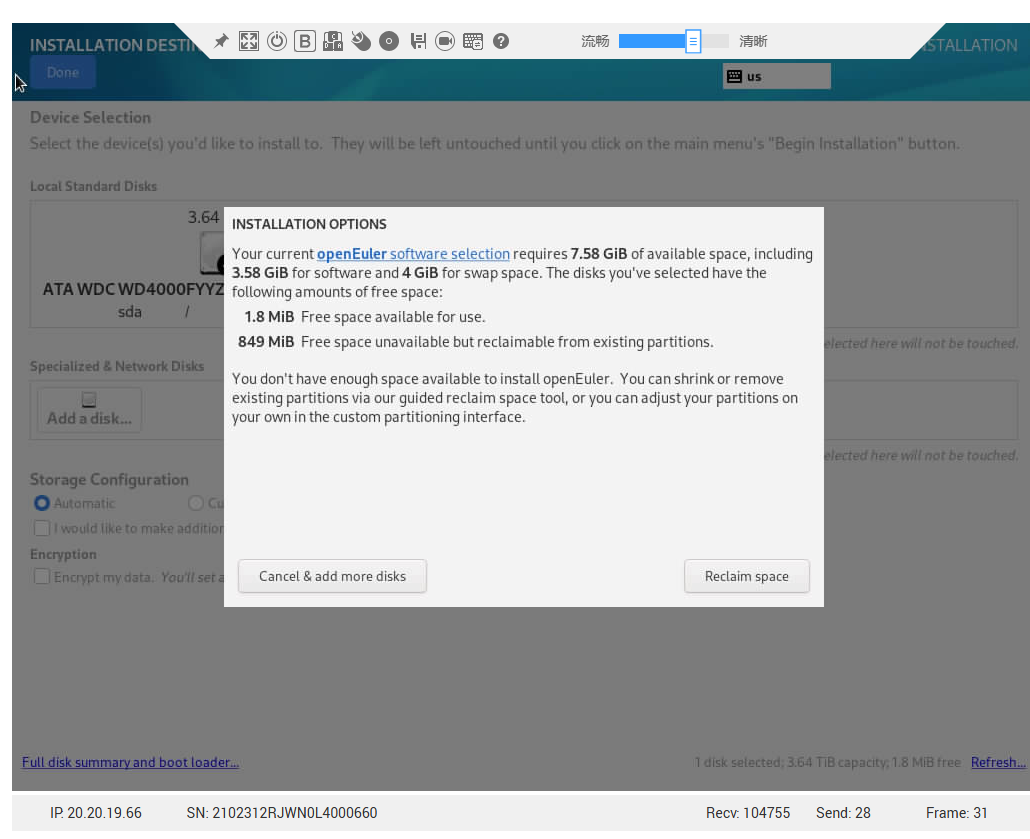 INSTALLATION DESTI
流畅
清晰
STALLATION
Done
us
Device Selection
Select the device(s) you'd like to install to. They will be left untouched until you click on the main menu's "Begin Installation" button.
Local Standard Disks
3.64
ATA WDC WD4000FYYZ
sda /
elected here will not be touched.
INSTALLATION OPTIONS
Your current openEuler software selection requires 7.58 GiB of available space, including
3.58 GiB for software and 4 GiB for swap space. The disks you've selected have the
following amounts of free space:
1.8 MiB Free space available for use.
849 MiB Free space unavailable but reclaimable from existing partitions.
You don't have enough space available to install openEuler. You can shrink or remove
existing partitions via our guided reclaim space tool, or you can adjust your partitions on
your own in the custom partitioning interface.
Cancel & add more disks
Reclaim space
Specialized & Network Disks
Add a disk...
elected here will not be touched.
Storage Configuration
Automatic
Cu
I would like to make addition
Encryption
Encrypt my data. You'll set a
Full disk summary and boot loader...
1 disk selected; 3.64 TiB capacity; 1.8 MiB free Refresh...
IP: 20.20.19.66 SN: 2102312RJWN0L4000660 Recv: 104755 Send: 28 Frame: 31